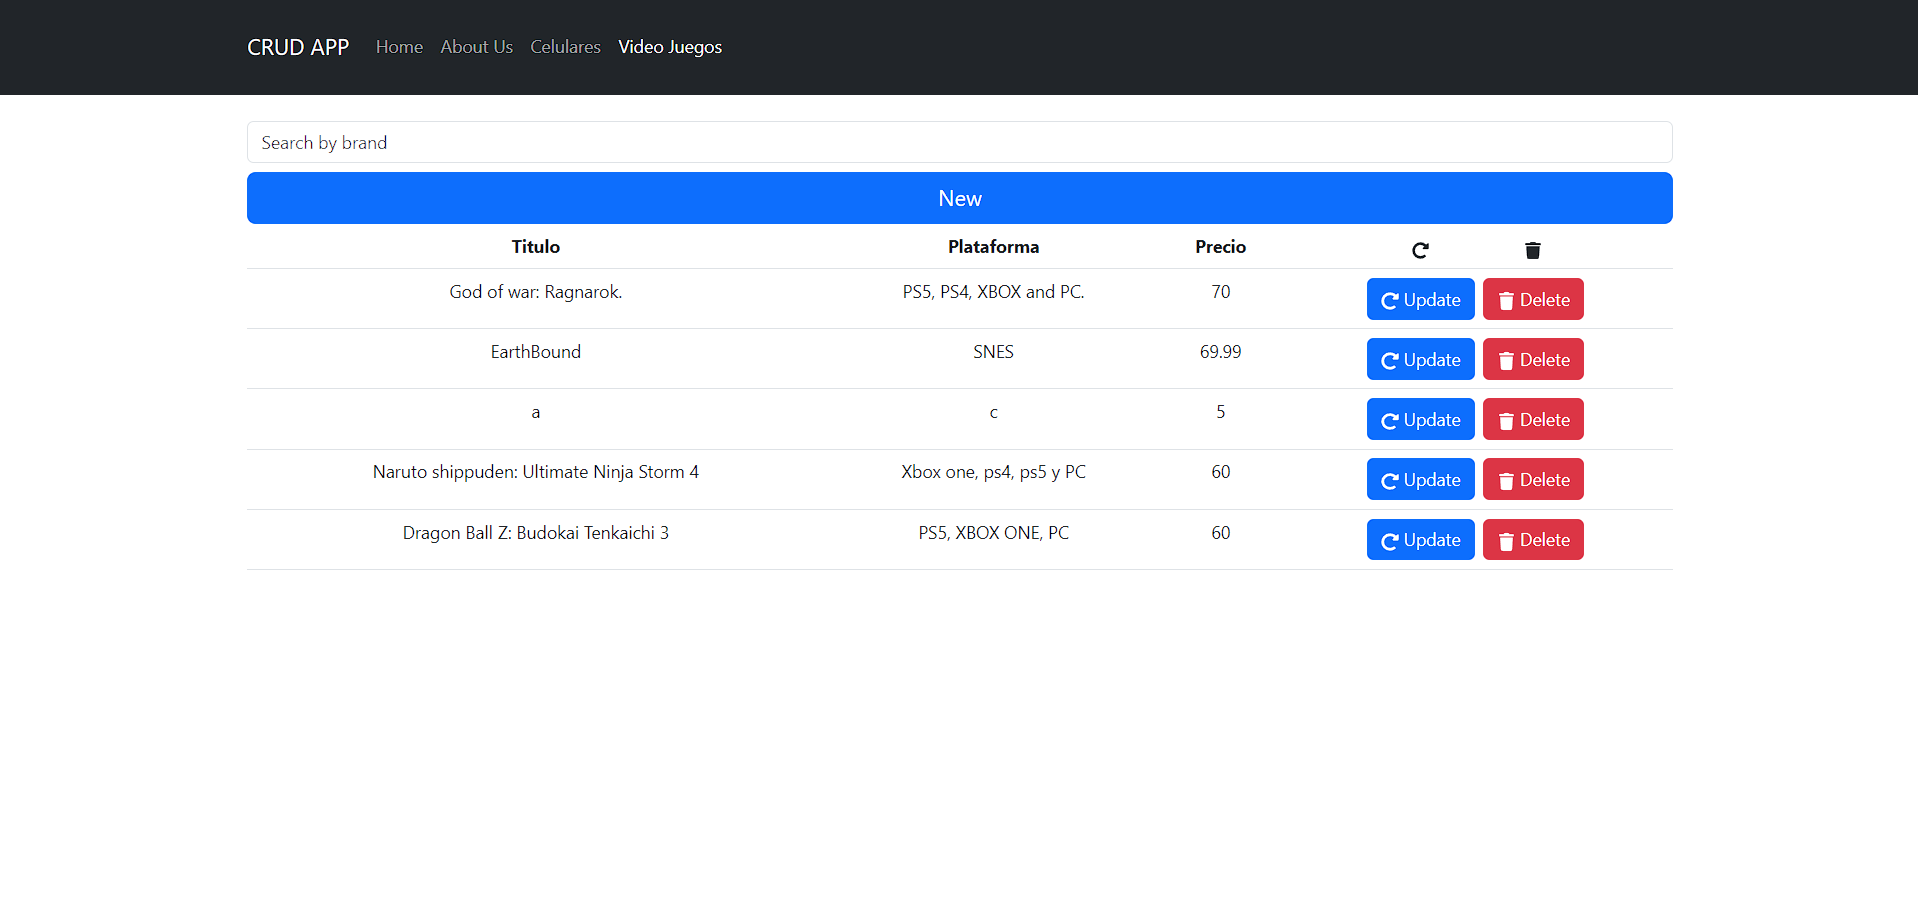 CRUD APP Home About Us Celulares Video Juegos
Search by brand
New
Titulo Plataforma Precio
God of war: Ragnarok. PS5, PS4, XBOX and PC. 70 Update Delete
EarthBound SNES 69.99 Update Delete
a c 5 Update Delete
Naruto shippuden: Ultimate Ninja Storm 4 Xbox one, ps4, ps5 y PC 60 Update Delete
Dragon Ball Z: Budokai Tenkaichi 3 PS5, XBOX ONE, PC 60 Update Delete